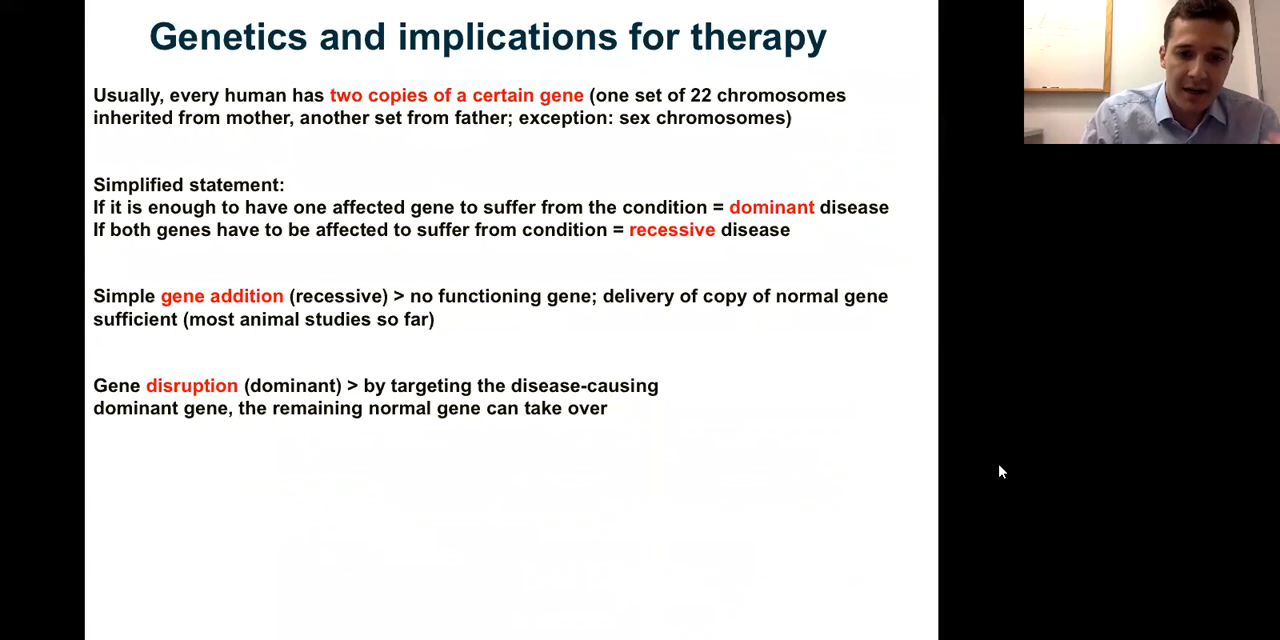 Genetics and implications for therapy
Usually, every human has two copies of a certain gene (one set of 22 chromosomes
inherited from mother, another set from father; exception: sex chromosomes)
Simplified statement:
If it is enough to have one affected gene to suffer from the condition = dominant disease
If both genes have to be affected to suffer from condition = recessive disease
Simple gene addition (recessive) > no functioning gene; delivery of copy of normal gene
sufficient (most animal studies so far)
Gene disruption (dominant) > by targeting the disease-causing
dominant gene, the remaining normal gene can take over